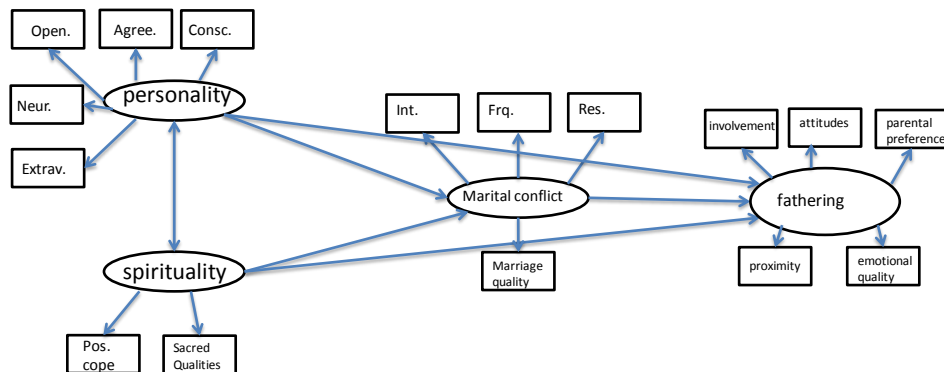 Open.
Agree.
Consc.
personality
Neur.
Extrav.
Int.
Frq.
Res.
involvement
attitudes
parental
preference
Marital conflict
fathering
spirituality
Marriage
quality
proximity
emotional
quality
Pos.
cope
Sacred
Qualities